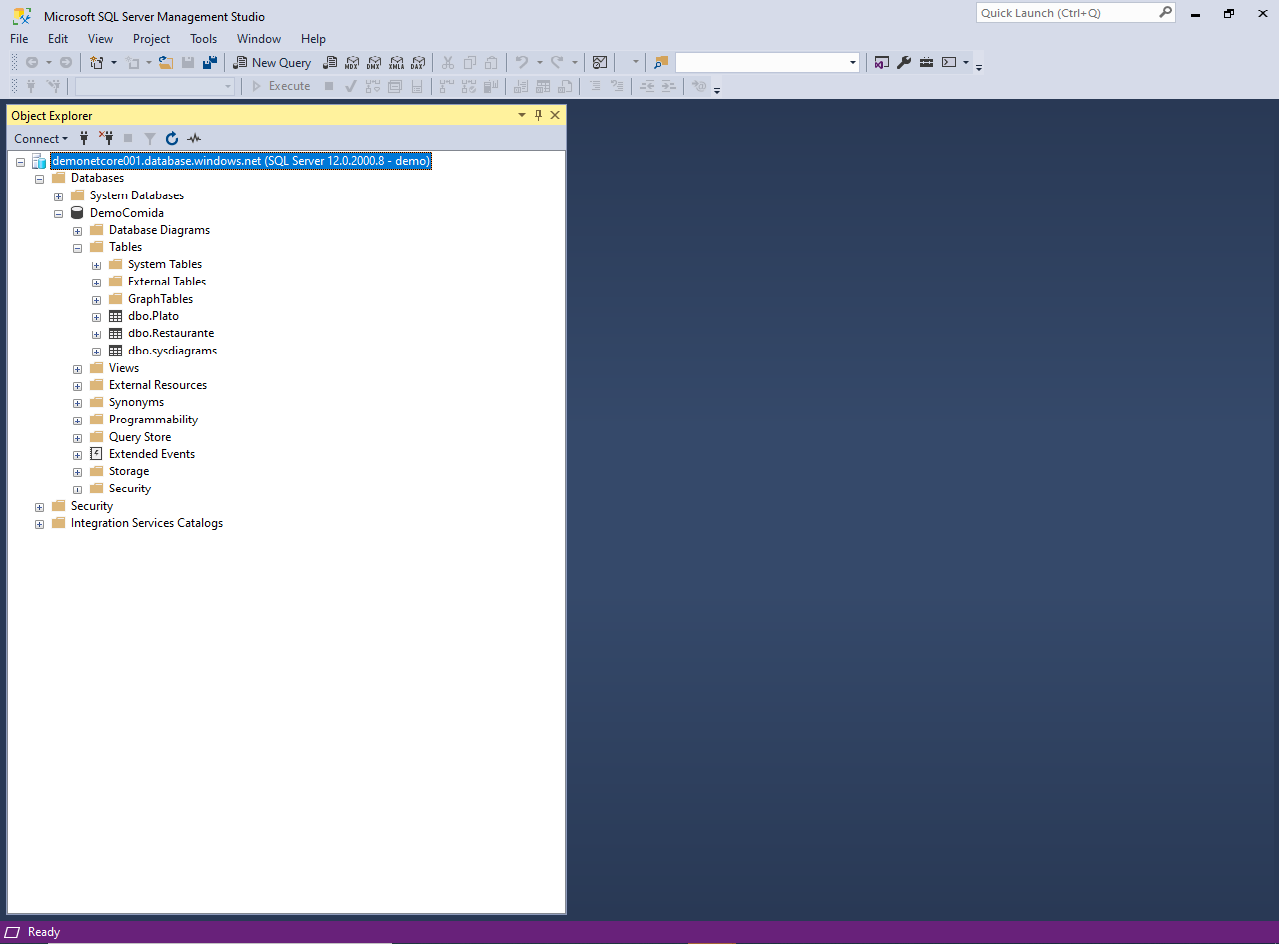 Microsoft SQL Server Management Studio
Quick Launch (Ctrl+Q)
File Edit View Project Tools Window Help
New Query MDX DMX XMLA DAX
Execute
Object Explorer
Connect
demonetcore001.database.windows.net (SQL Server 12.0.2000.8 - demo)
Databases
System Databases
DemoComida
Database Diagrams
Tables
System Tables
External Tables
GraphTables
dbo.Plato
dbo.Restaurante
dbo.sysdiagrams
Views
External Resources
Synonyms
Programmability
Query Store
Extended Events
Storage
Security
Security
Integration Services Catalogs
Ready